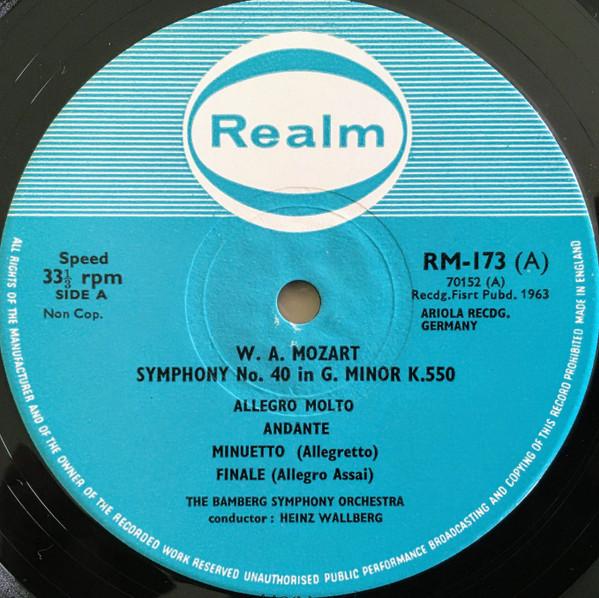 Realm
Speed
33⅓ rpm
SIDE A
Non Cop.
RM-173 (A)
70152 (A)
Recdg.Fisrt Pubd. 1963
ARIOLA RECDG.
GERMANY
W. A. MOZART
SYMPHONY No. 40 in G. MINOR K.550
ALLEGRO MOLTO
ANDANTE
MINUETTO (Allegretto)
FINALE (Allegro Assai)
THE BAMBERG SYMPHONY ORCHESTRA
conductor : HEINZ WALLBERG
ALL RIGHTS OF THE MANUFACTURER AND OF THE OWNER OF THE RECORDED WORK RESERVED UNAUTHORISED PUBLIC PERFORMANCE BROADCASTING AND COPYING OF THIS RECORD PROHIBITED MADE IN ENGLAND